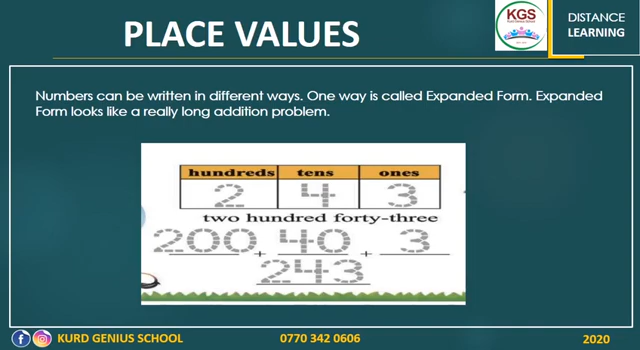 PLACE VALUES
KGS
DISTANCE
LEARNING
Numbers can be written in different ways. One way is called Expanded Form. Expanded
Form looks like a really long addition problem.
hundreds tens ones
2 4 3
two hundred forty-three
200 + 40 + 3
243
KURD GENIUS SCHOOL 0770 342 0606 2020